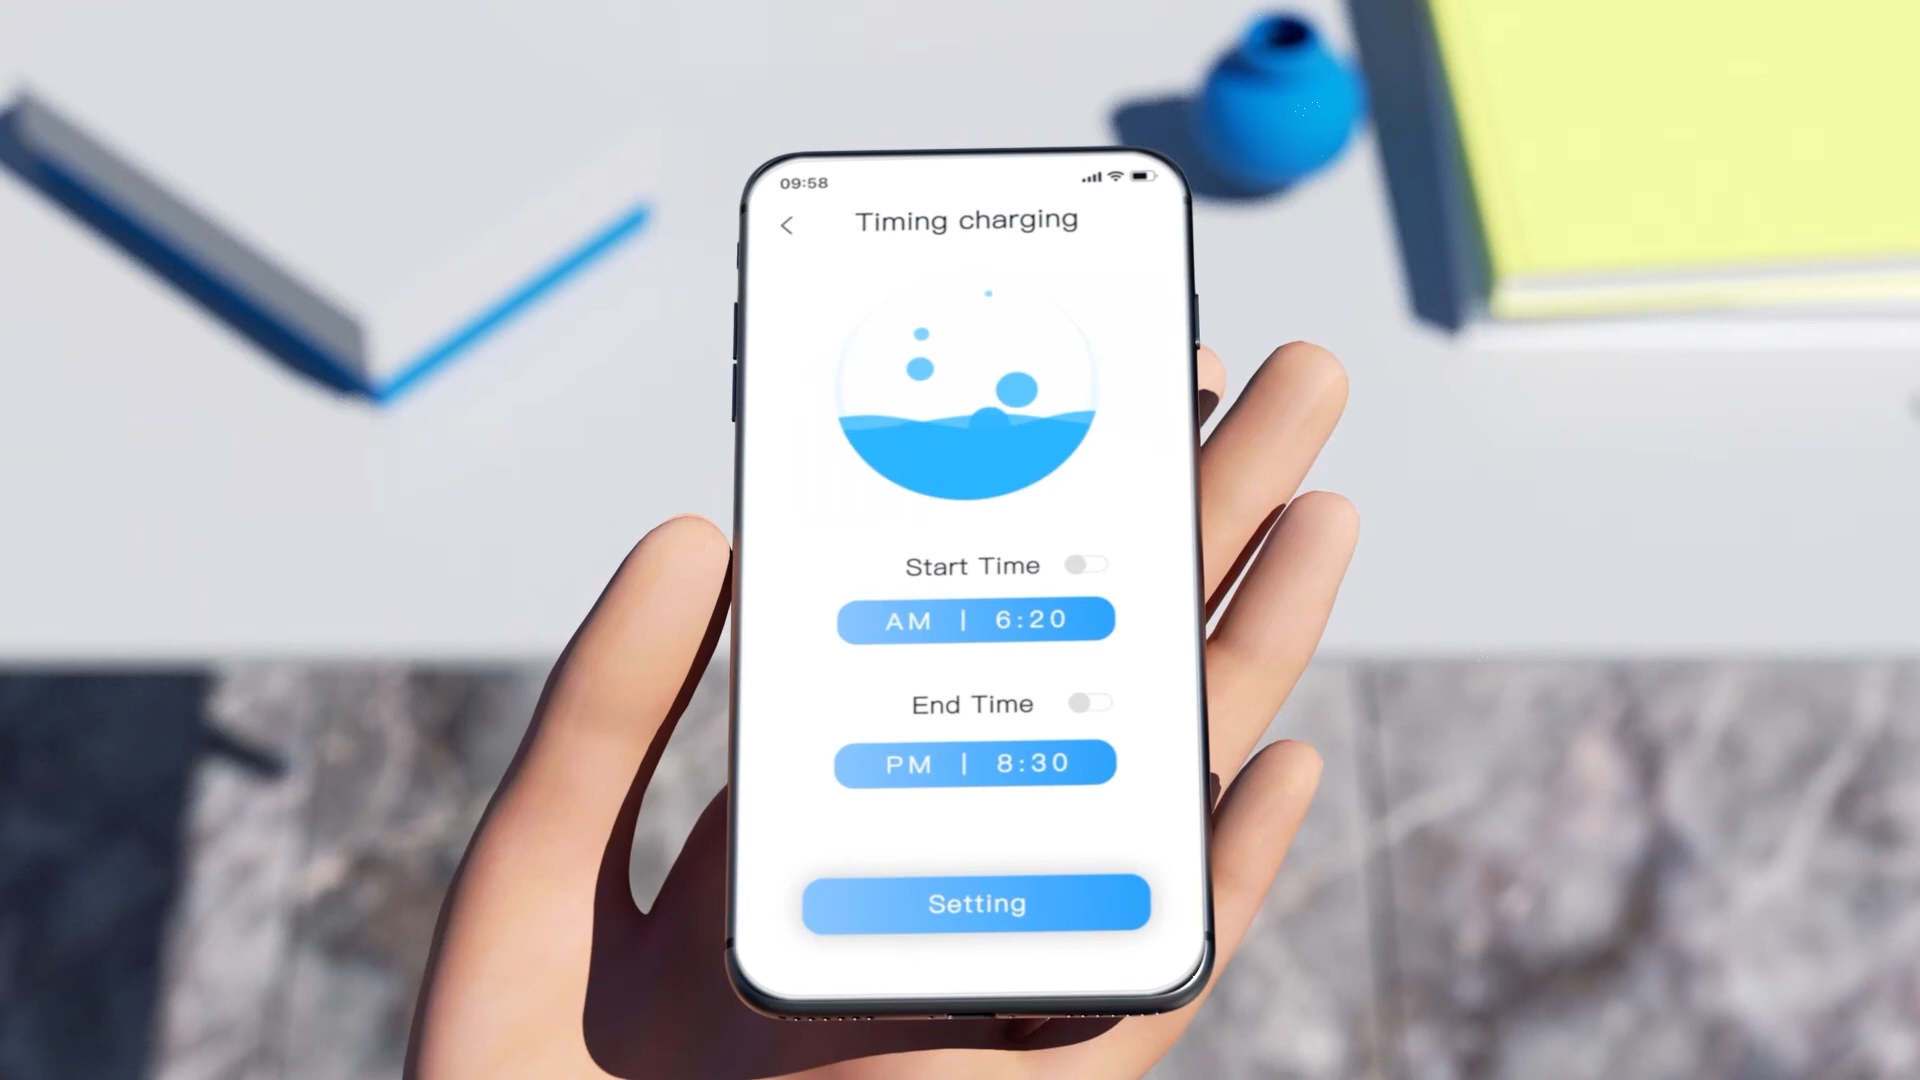 09:58
Timing charging
Start Time
AM | 6:20
End Time
PM | 8:30
Setting